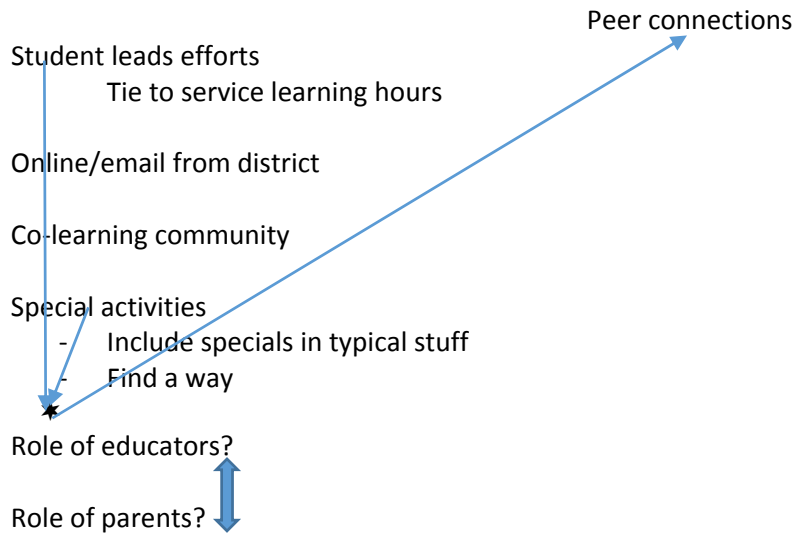 Peer connections
Student leads efforts
Tie to service learning hours
Online/email from district
Co-learning community
Special activities
- Include specials in typical stuff
- Find a way
Role of educators?
Role of parents?